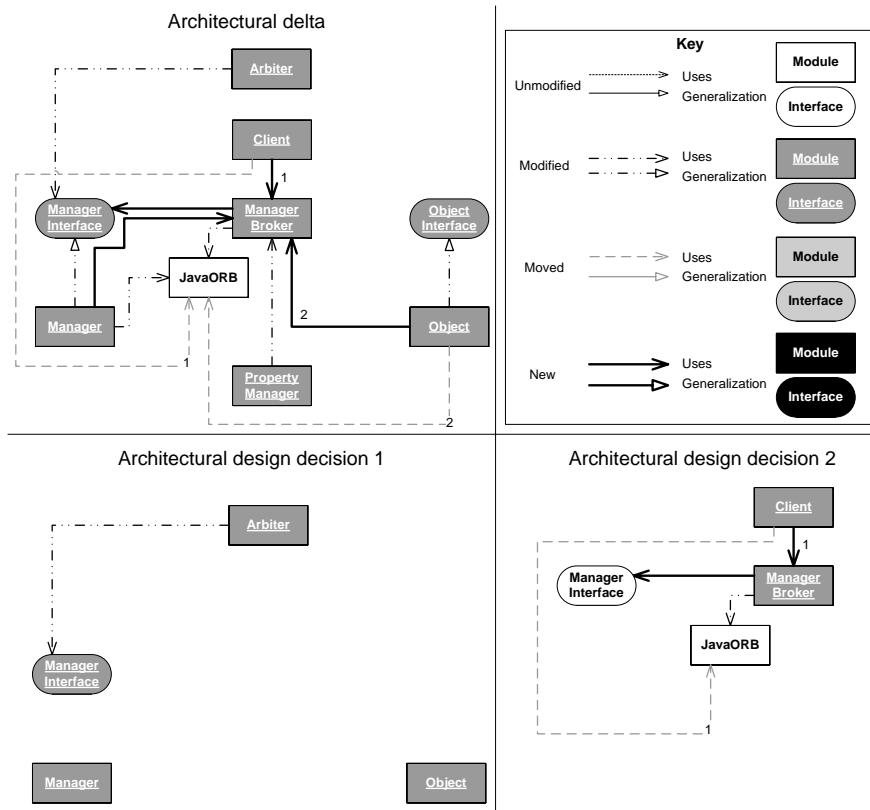 Architectural delta
Arbiter
Client
1
Manager
Interface
Manager
Broker
Object
Interface
JavaORB
2
Manager
Object
1
Property
Manager
2
Key
Unmodified
Uses
Generalization
Module
Interface
Modified
Uses
Generalization
Module
Interface
Moved
Uses
Generalization
Module
Interface
New
Uses
Generalization
Module
Interface
Architectural design decision 1
Arbiter
Manager
Interface
Manager
Object
Architectural design decision 2
Client
1
Manager
Interface
Manager
Broker
JavaORB
1